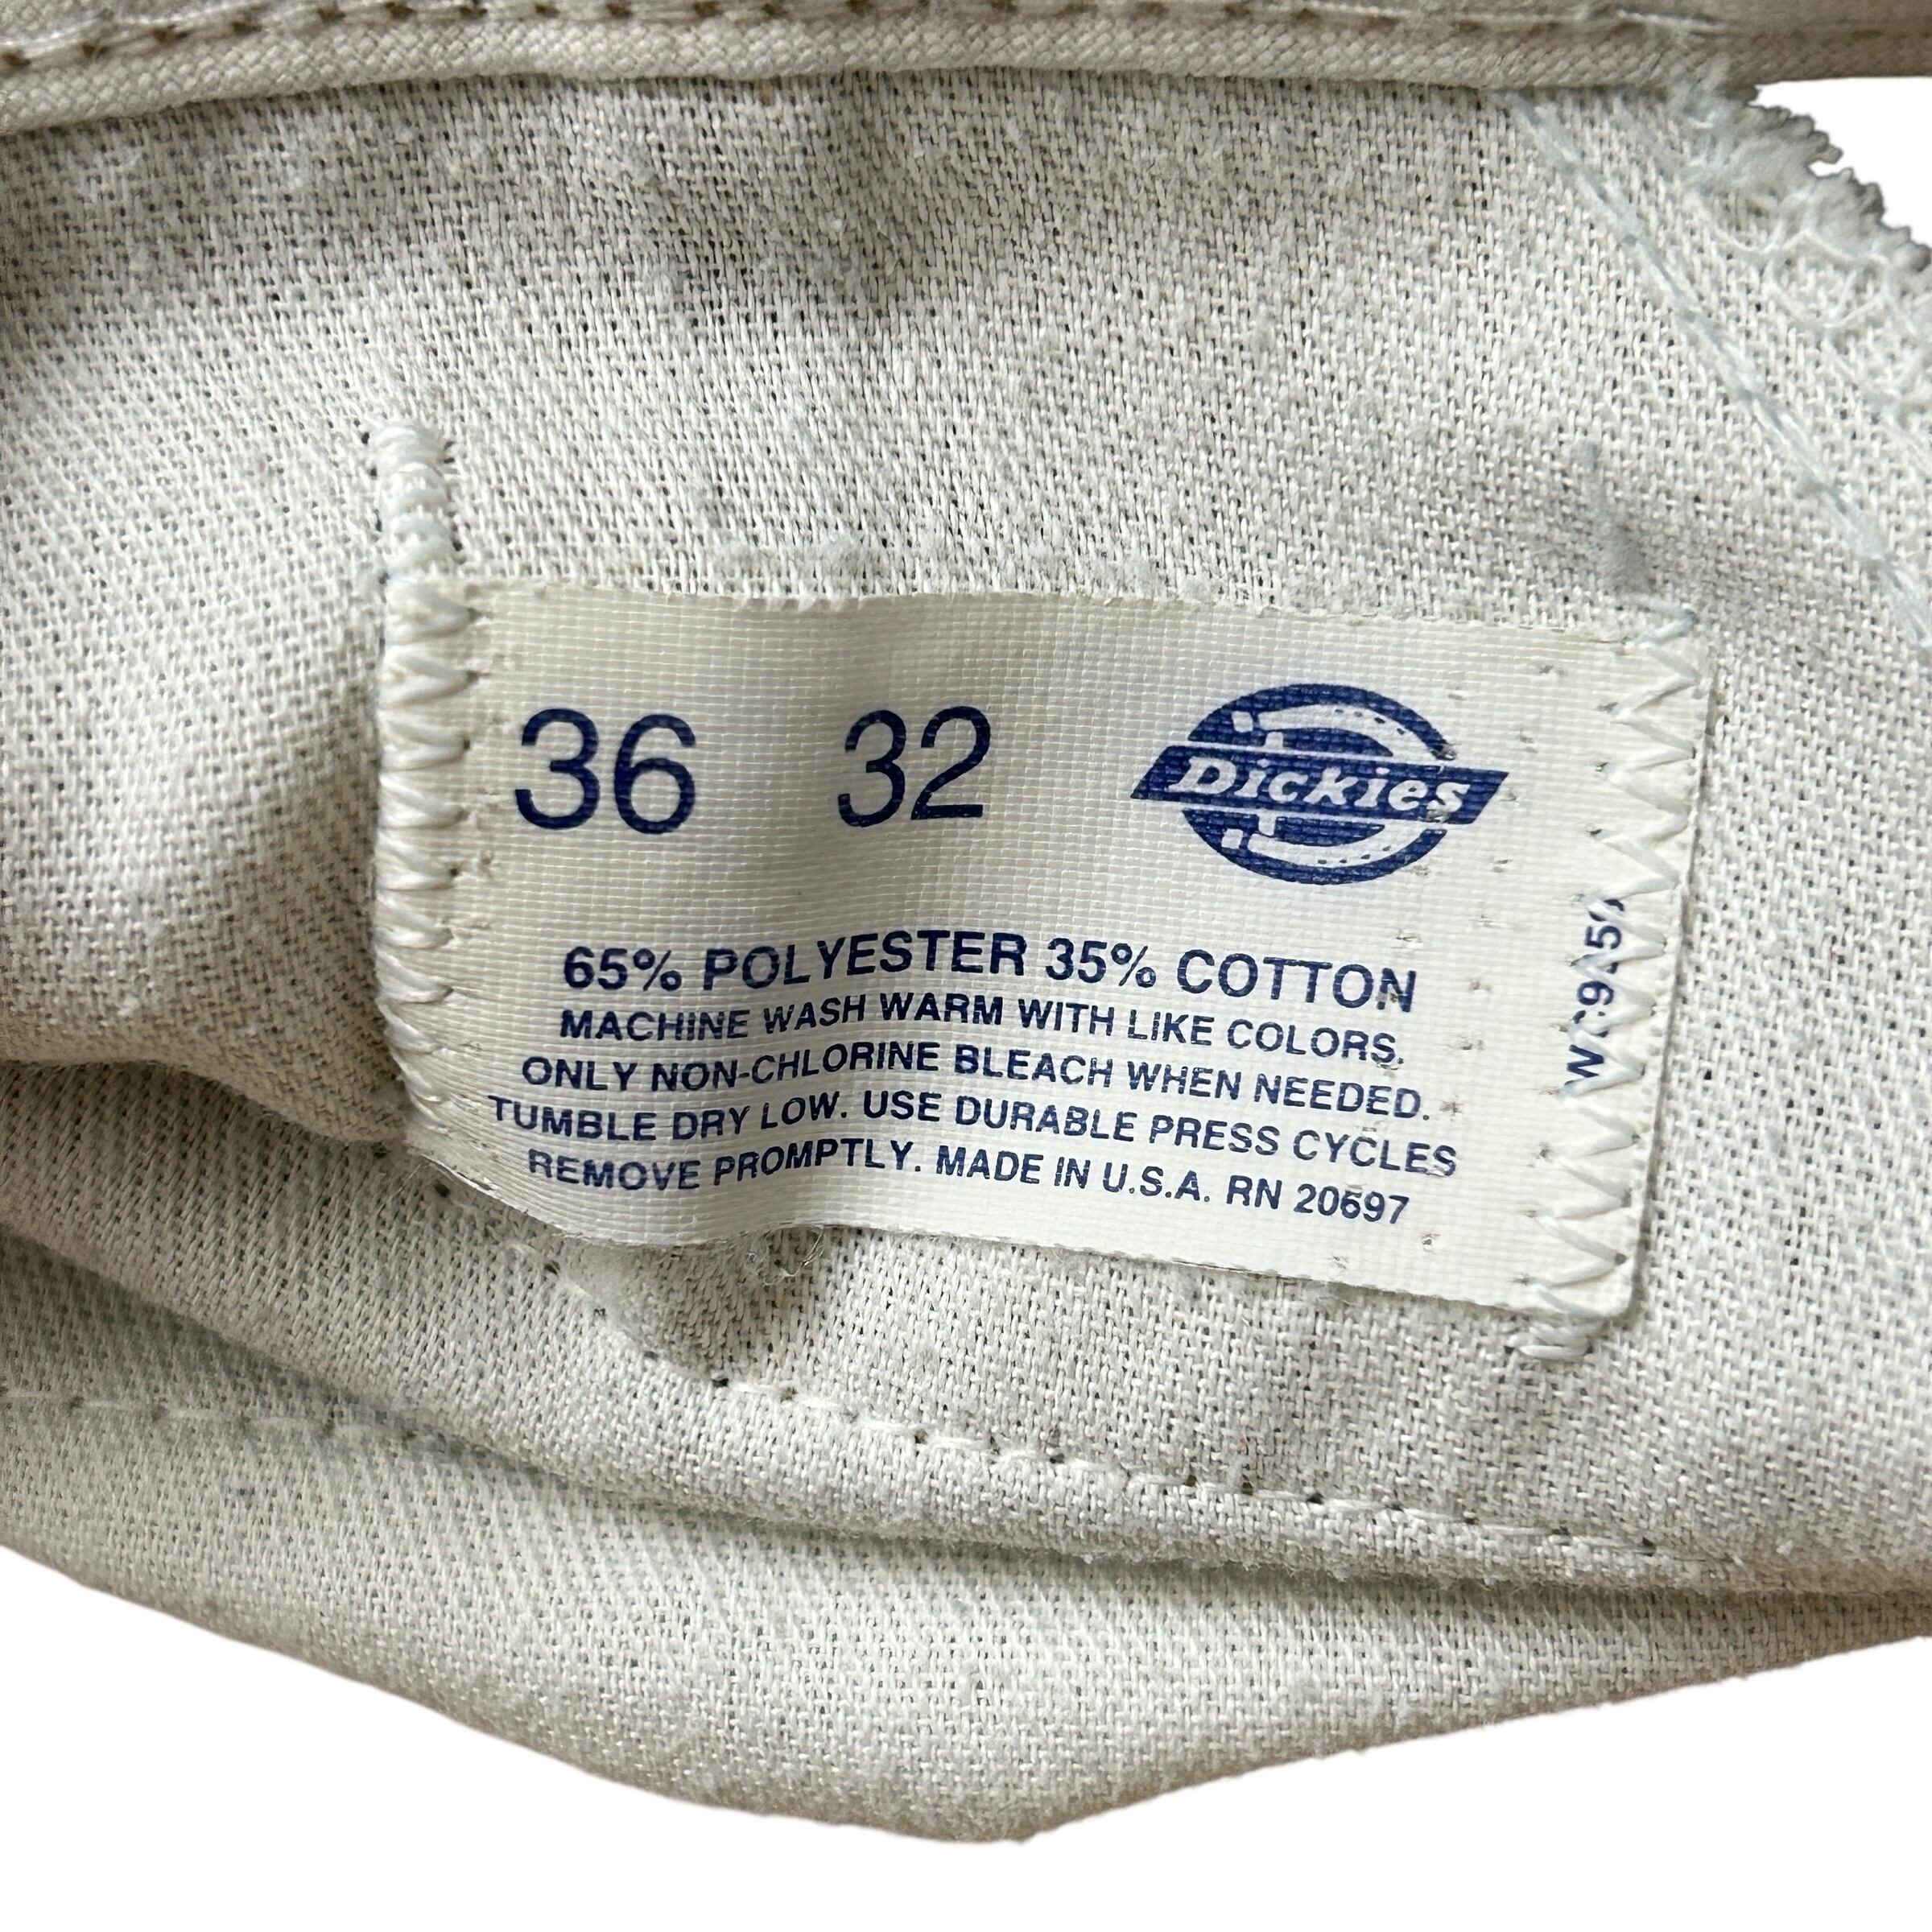 36 32
Dickies
65% POLYESTER 35% COTTON
MACHINE WASH WARM WITH LIKE COLORS.
ONLY NON-CHLORINE BLEACH WHEN NEEDED.
TUMBLE DRY LOW. USE DURABLE PRESS CYCLES
REMOVE PROMPTLY. MADE IN U.S.A. RN 20697